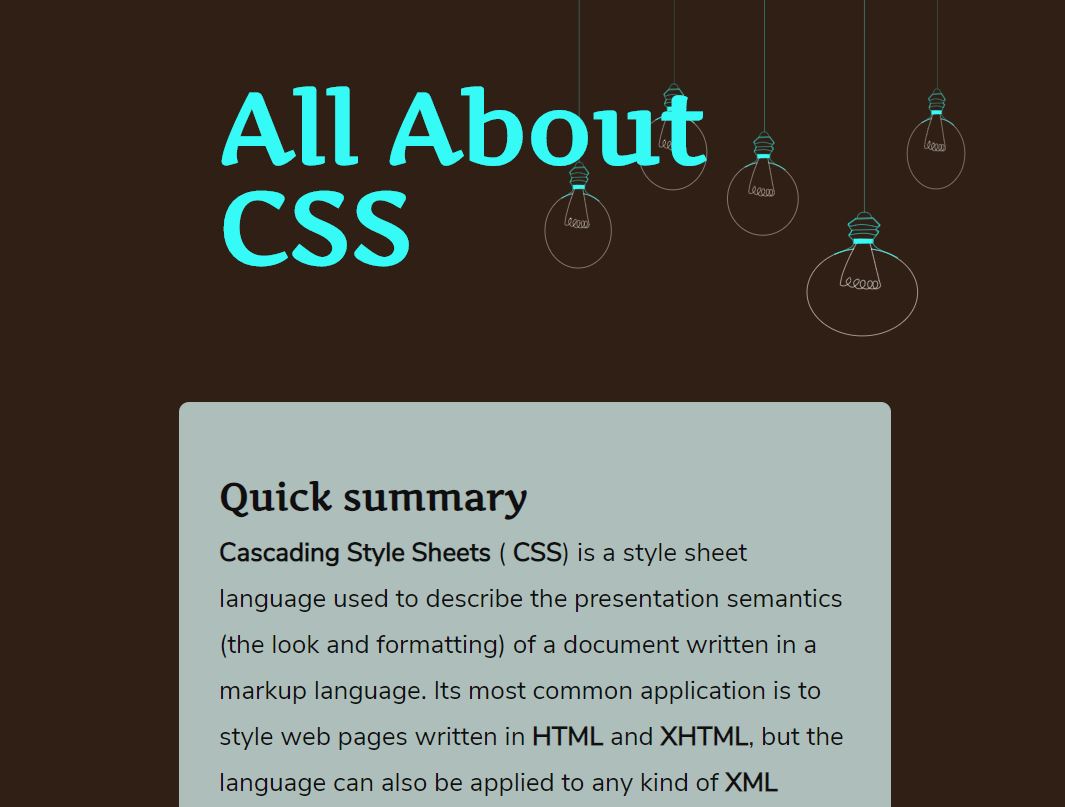 All About
CSS
Quick summary
Cascading Style Sheets ( CSS) is a style sheet
language used to describe the presentation semantics
(the look and formatting) of a document written in a
markup language. Its most common application is to
style web pages written in HTML and XHTML, but the
language can also be applied to any kind of XML